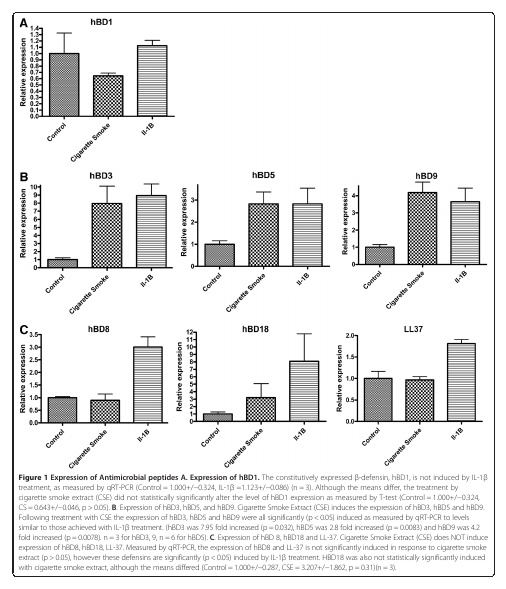 A
hBD1
Relative expression
1.4
1.3
1.2
1.1
1.0
0.9
0.8
0.7
0.6
0.5
0.4
0.3
0.2
0.1
0.0
Control
Cigarette Smoke
Il-1B
B
hBD3
Relative expression
10
9
8
7
6
5
4
3
2
1
0
Control
Cigarette Smoke
Il-1B
hBD5
Relative expression
3
2
1
0
Control
Cigarette Smoke
Il-1B
hBD9
Relative expression
4
3
2
1
0
Control
Cigarette Smoke
Il-1B
C
hBD8
Relative expression
3.5
3.0
2.5
2.0
1.5
1.0
0.5
0.0
Control
Cigarette Smoke
Il-1B
hBD18
Relative expression
12
11
10
9
8
7
6
5
4
3
2
1
0
Control
Cigarette Smoke
Il-1B
LL37
Relative expression
2.0
1.5
1.0
0.5
0.0
Control
Cigarette Smoke
Il-1B
Figure 1 Expression of Antimicrobial peptides A. Expression of hBD1. The constitutively expressed β-defensin, hBD1, is not induced by IL-1β
treatment, as measured by qRT-PCR (Control = 1.000+/−0.324, IL-1β =1.123+/−0.086) (n = 3). Although the means differ, the treatment by
cigarette smoke extract (CSE) did not statistically significantly alter the level of hBD1 expression as measured by T-test (Control = 1.000+/−0.324,
CS = 0.643+/−0.046, p > 0.05). B. Expression of hBD3, hBD5, and hBD9. Cigarette Smoke Extract (CSE) induces the expression of hBD3, hBD5 and hBD9.
Following treatment with CSE the expression of hBD3, hBD5 and hBD9 were all significantly (p < 0.05) induced as measured by qRT-PCR to levels
similar to those achieved with IL-1β treatment. (hBD3 was 7.95 fold increased (p = 0.032), hBD5 was 2.8 fold increased (p = 0.0083) and hBD9 was 4.2
fold increased (p = 0.0078). n = 3 for hBD3, 9, n = 6 for hBD5). C. Expression of hBD 8, hBD18 and LL-37. Cigarette Smoke Extract (CSE) does NOT induce
expression of hBD8, hBD18, LL-37. Measured by qRT-PCR, the expression of hBD8 and LL-37 is not significantly induced in response to cigarette smoke
extract (p > 0.05), however these defensins are significantly (p < 0.05) induced by IL-1β treatment. HBD18 was also not statistically significantly induced
with cigarette smoke extract, although the means differed (Control = 1.000+/−0.287, CSE = 3.207+/−1.862, p = 0.31)(n = 3).